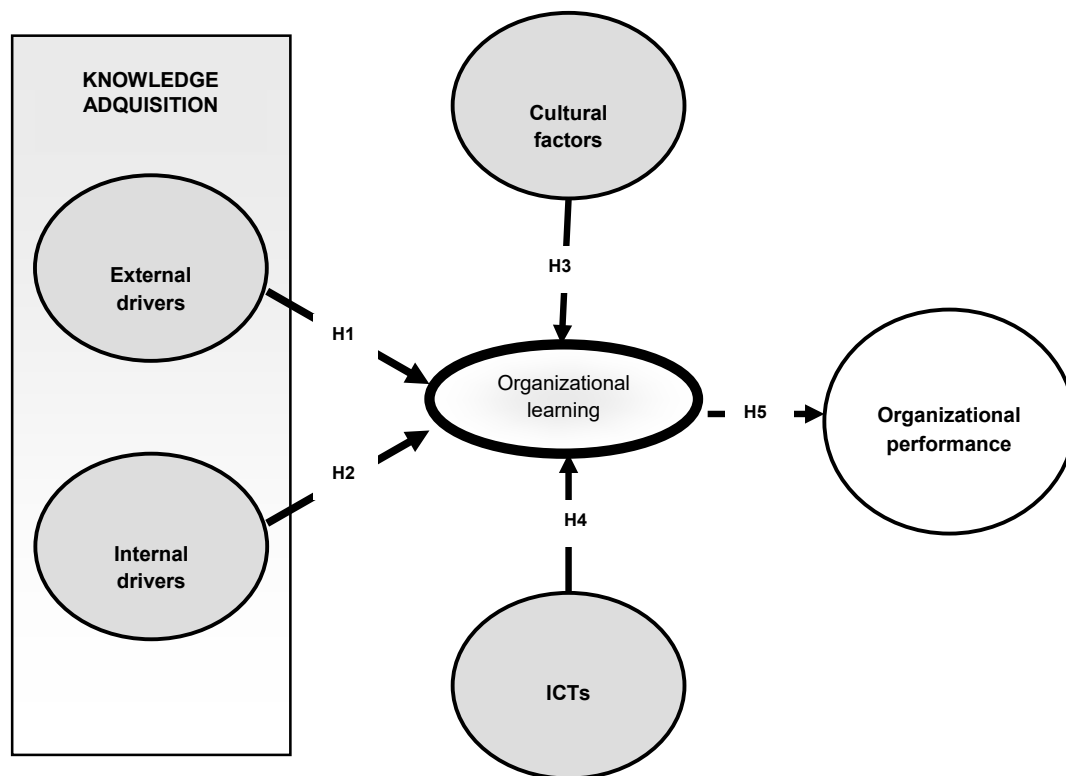 KNOWLEDGE
ADQUISITION
Cultural
factors
External
drivers
H3
H1
Organizational
learning
H5
Organizational
performance
H2
H4
Internal
drivers
ICTs